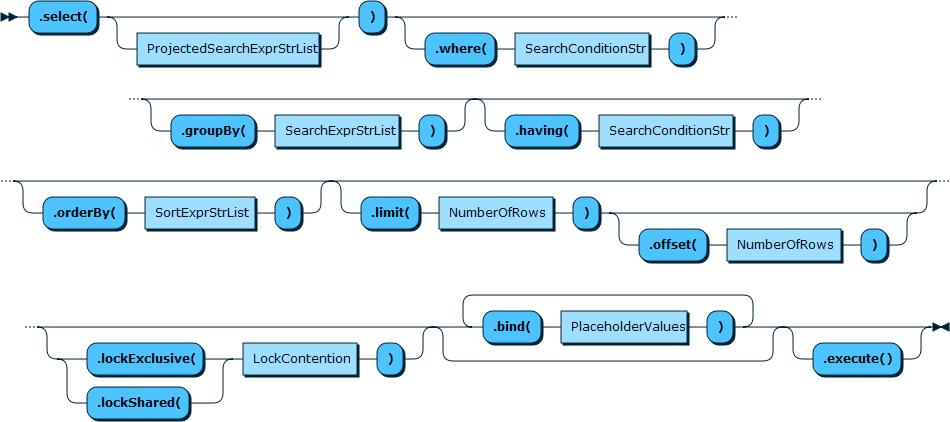 .select( ProjectedSearchExprStrList ) .where( SearchConditionStr )
.groupBy( SearchExprStrList ) .having( SearchConditionStr )
.orderBy( SortExprStrList ) .limit( NumberOfRows )
.offset( NumberOfRows )
.bind( PlaceholderValues )
.lockExclusive( LockContention ) .execute()
.lockShared(